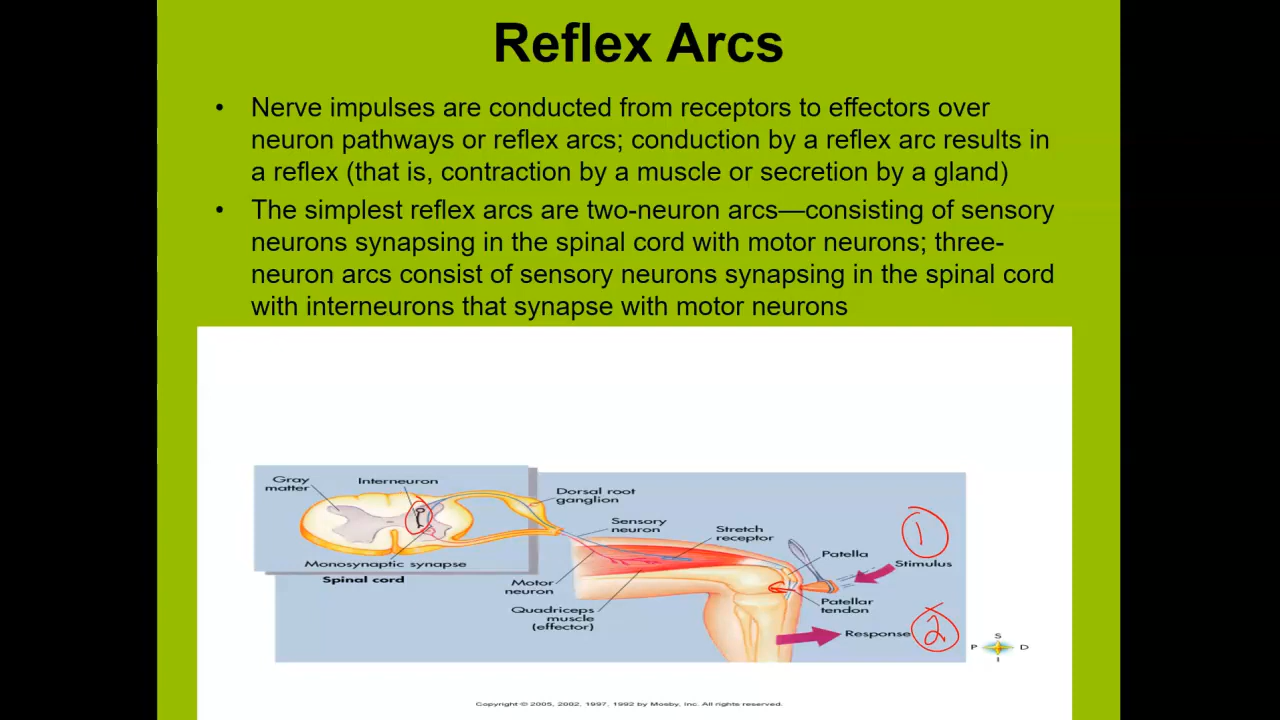 Reflex Arcs
• Nerve impulses are conducted from receptors to effectors over
neuron pathways or reflex arcs; conduction by a reflex arc results in
a reflex (that is, contraction by a muscle or secretion by a gland)
• The simplest reflex arcs are two-neuron arcs—consisting of sensory
neurons synapsing in the spinal cord with motor neurons; three-
neuron arcs consist of sensory neurons synapsing in the spinal cord
with interneurons that synapse with motor neurons
Gray
matter
Interneuron
Dorsal root
ganglion
Sensory
neuron
Stretch
receptor
Patella
1
Stimulus
Monosynaptic synapse
Spinal cord
Motor
neuron
Quadriceps
muscle
(effector)
Patellar
tendon
Response
2
S
P D
I
Copyright © 2005, 2002, 1997, 1992 by Mosby, Inc. All rights reserved.